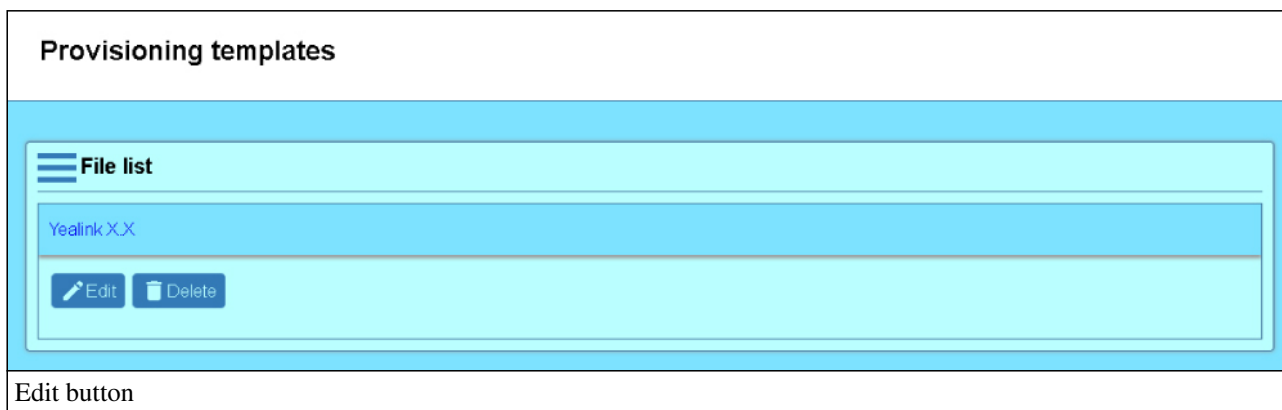 Provisioning templates
File list
Yealink X.X
Edit Delete
Edit button